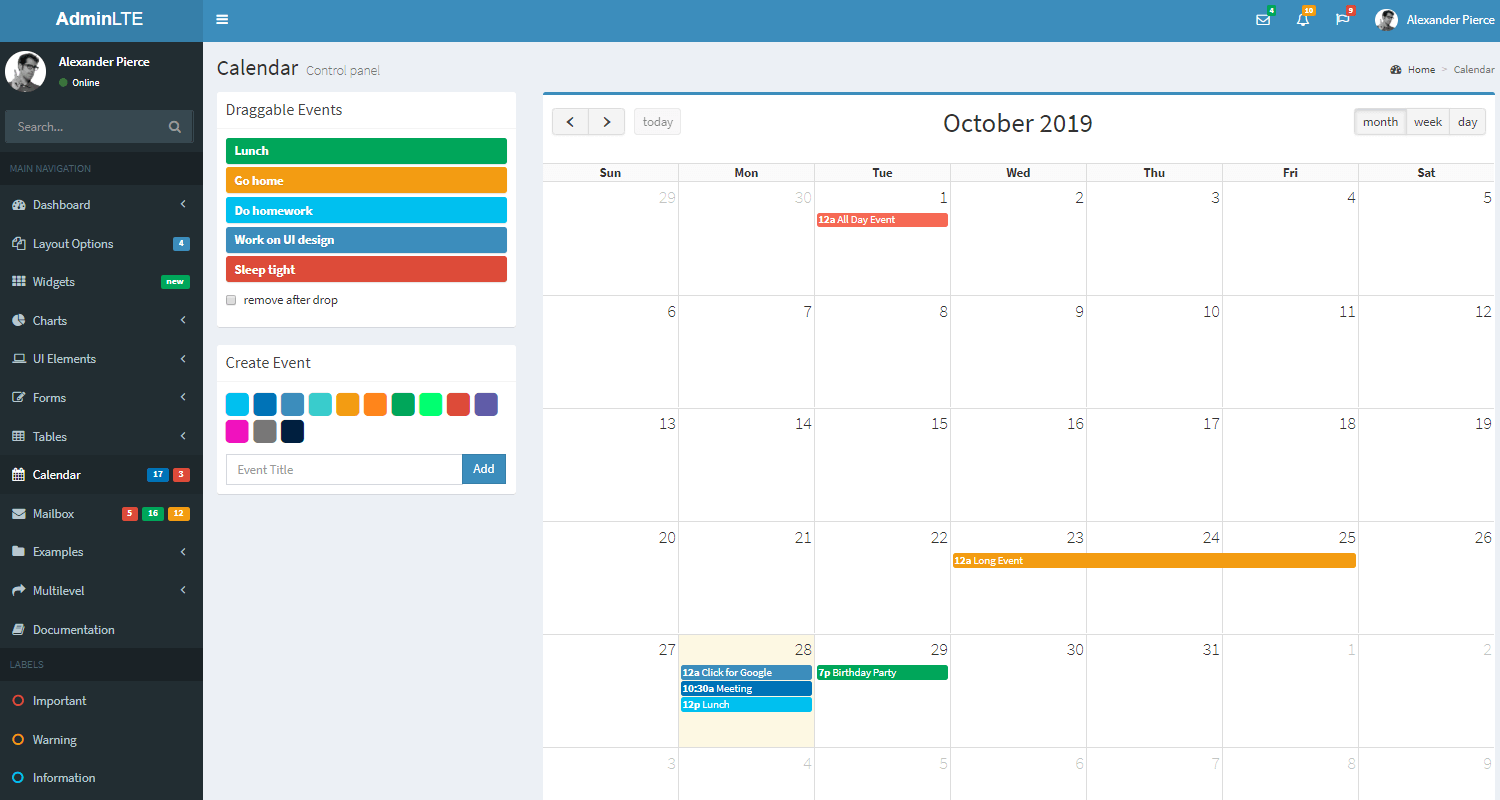 AdminLTE
4
10
9
Alexander Pierce
Alexander Pierce
Online
Search...
MAIN NAVIGATION
Dashboard
Layout Options 4
Widgets new
Charts
UI Elements
Forms
Tables
Calendar 17 3
Mailbox 5 16 12
Examples
Multilevel
Documentation
LABELS
Important
Warning
Information
Calendar Control panel
Home > Calendar
Draggable Events
Lunch
Go home
Do homework
Work on UI design
Sleep tight
remove after drop
Create Event
Event Title Add
today October 2019 month week day
Sun Mon Tue Wed Thu Fri Sat
29 30 1 2 3 4 5
12a All Day Event
6 7 8 9 10 11 12
13 14 15 16 17 18 19
20 21 22 23 24 25 26
12a Long Event
27 28 29 30 31 1 2
12a Click for Google 7p Birthday Party
10:30a Meeting
12p Lunch
3 4 5 6 7 8 9